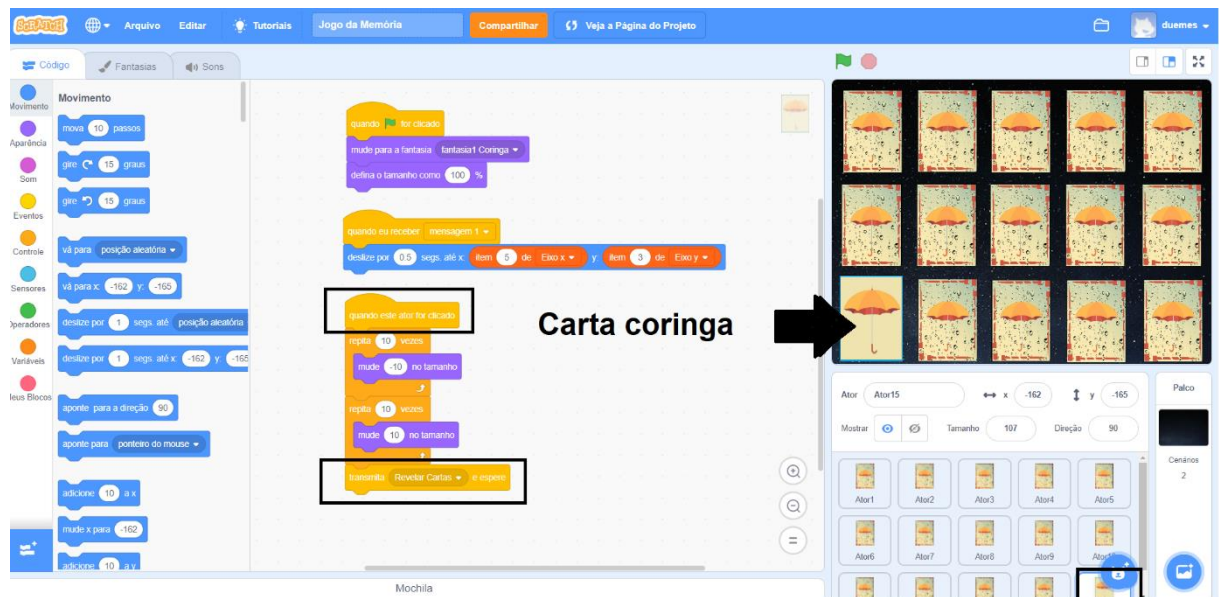 SCRATCH Arquivo Editar Tutoriais Jogo da Memória Compartilhar Veja a Página do Projeto duemes
Código Fantasias Sons
Movimento
Movimento
Aparência
Som
Eventos
Controle
Sensores
Operadores
Variáveis
Meus Blocos
mova 10 passos
gire 15 graus
gire 15 graus
vá para posição aleatória
vá para x: -162 y: -165
deslize por 1 segs. até posição aleatória
deslize por 1 segs. até x: -162 y: -165
aponte para a direção 90
aponte para ponteiro do mouse
adicione 10 a x
mude x para -162
adicione 10 a y
quando for clicado
mude para a fantasia fantasia1 Coringa
defina o tamanho como 100 %
quando eu receber mensagem 1
deslize por 0.5 segs. até x: item 5 de Eixo x y: item 3 de Eixo y
quando este ator for clicado
repita 10 vezes
mude -10 no tamanho
repita 10 vezes
mude 10 no tamanho
transmita Revelar Cartas e espere
Carta coringa
Mochila
Ator Ator15 x -162 y -165
Mostrar Tamanho 107 Direção 90
Ator1 Ator2 Ator3 Ator4 Ator5
Ator6 Ator7 Ator8 Ator9
Palco
Cenários
2